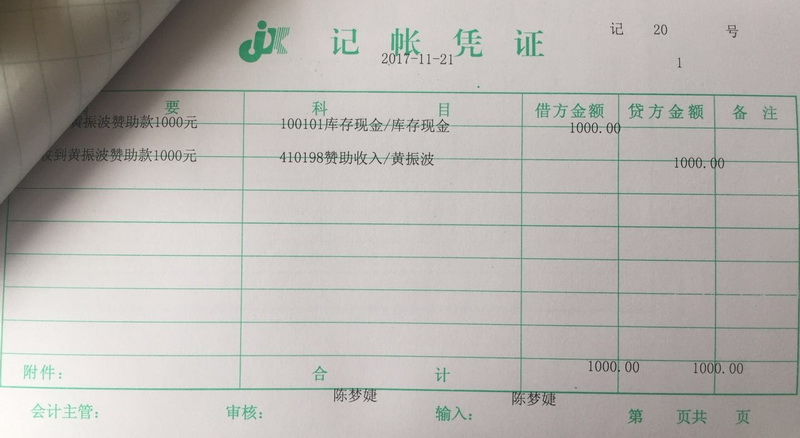 记帐凭证
记 20 号
2017-11-21
1
要 科目 借方金额 贷方金额 备注
黄振波赞助款1000元 100101库存现金/库存现金 1000.00
收到黄振波赞助款1000元 410198赞助收入/黄振波 1000.00
附件： 合计 1000.00 1000.00
会计主管： 审核： 陈梦婕 输入： 陈梦婕 第 页共 页